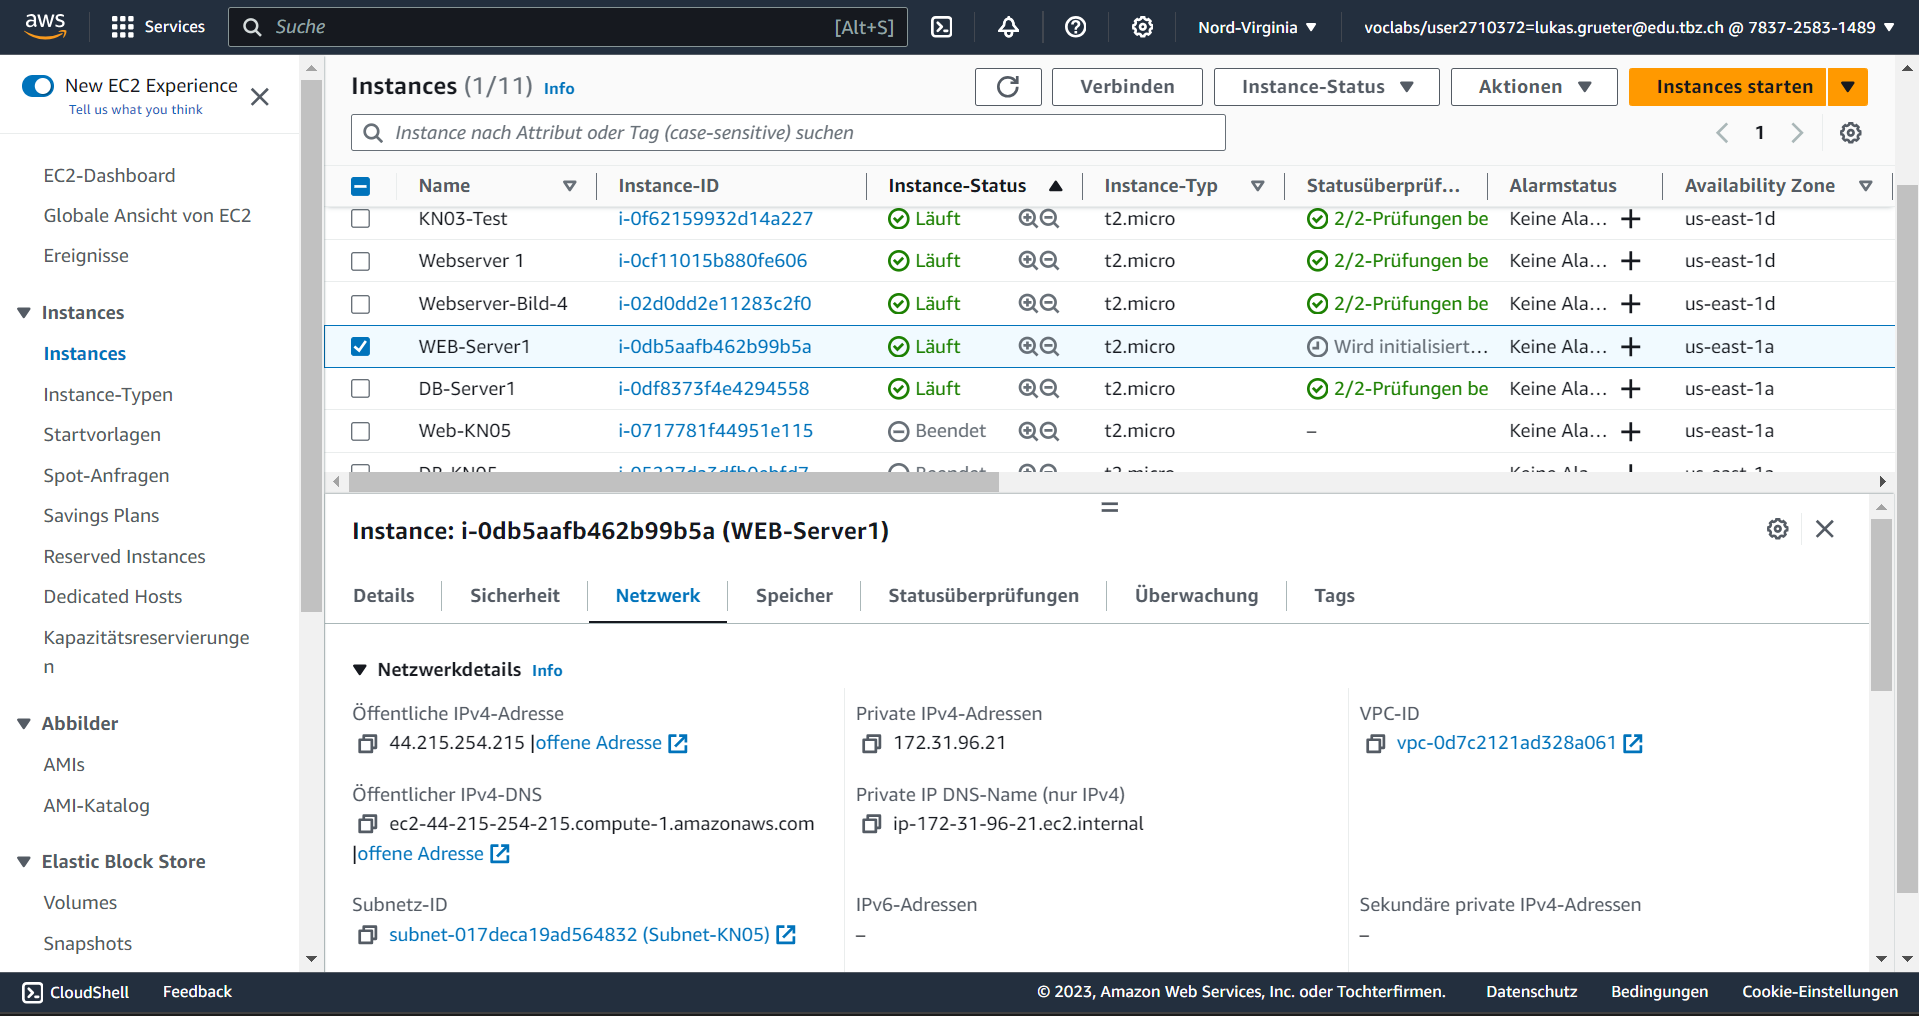 aws
Services
Suche
[Alt+S]
Nord-Virginia
voclabs/user2710372=lukas.grueter@edu.tbz.ch @ 7837-2583-1489
New EC2 Experience
Tell us what you think
EC2-Dashboard
Globale Ansicht von EC2
Ereignisse
Instances
Instances
Instance-Typen
Startvorlagen
Spot-Anfragen
Savings Plans
Reserved Instances
Dedicated Hosts
Kapazitätsreservierunge
n
Abbilder
AMIs
AMI-Katalog
Elastic Block Store
Volumes
Snapshots
Instances (1/11) Info
Verbinden
Instance-Status
Aktionen
Instances starten
Instance nach Attribut oder Tag (case-sensitive) suchen
1
Name Instance-ID Instance-Status Instance-Typ Statusüberprüf... Alarmstatus Availability Zone
KN03-Test i-0f62159932d14a227 Läuft t2.micro 2/2-Prüfungen be Keine Ala... us-east-1d
Webserver 1 i-0cf11015b880fe606 Läuft t2.micro 2/2-Prüfungen be Keine Ala... us-east-1d
Webserver-Bild-4 i-02d0dd2e11283c2f0 Läuft t2.micro 2/2-Prüfungen be Keine Ala... us-east-1d
WEB-Server1 i-0db5aafb462b99b5a Läuft t2.micro Wird initialisiert... Keine Ala... us-east-1a
DB-Server1 i-0df8373f4e4294558 Läuft t2.micro 2/2-Prüfungen be Keine Ala... us-east-1a
Web-KN05 i-0717781f44951e115 Beendet t2.micro – Keine Ala... us-east-1a
DB-KN05 Beendet t2.micro Keine Ala... us-east-1a
Instance: i-0db5aafb462b99b5a (WEB-Server1)
Details Sicherheit Netzwerk Speicher Statusüberprüfungen Überwachung Tags
Netzwerkdetails Info
Öffentliche IPv4-Adresse
44.215.254.215 |offene Adresse
Private IPv4-Adressen
172.31.96.21
VPC-ID
vpc-0d7c2121ad328a061
Öffentlicher IPv4-DNS
ec2-44-215-254-215.compute-1.amazonaws.com
|offene Adresse
Private IP DNS-Name (nur IPv4)
ip-172-31-96-21.ec2.internal
Subnetz-ID
subnet-017deca19ad564832 (Subnet-KN05)
IPv6-Adressen
–
Sekundäre private IPv4-Adressen
–
CloudShell
Feedback
© 2023, Amazon Web Services, Inc. oder Tochterfirmen.
Datenschutz
Bedingungen
Cookie-Einstellungen